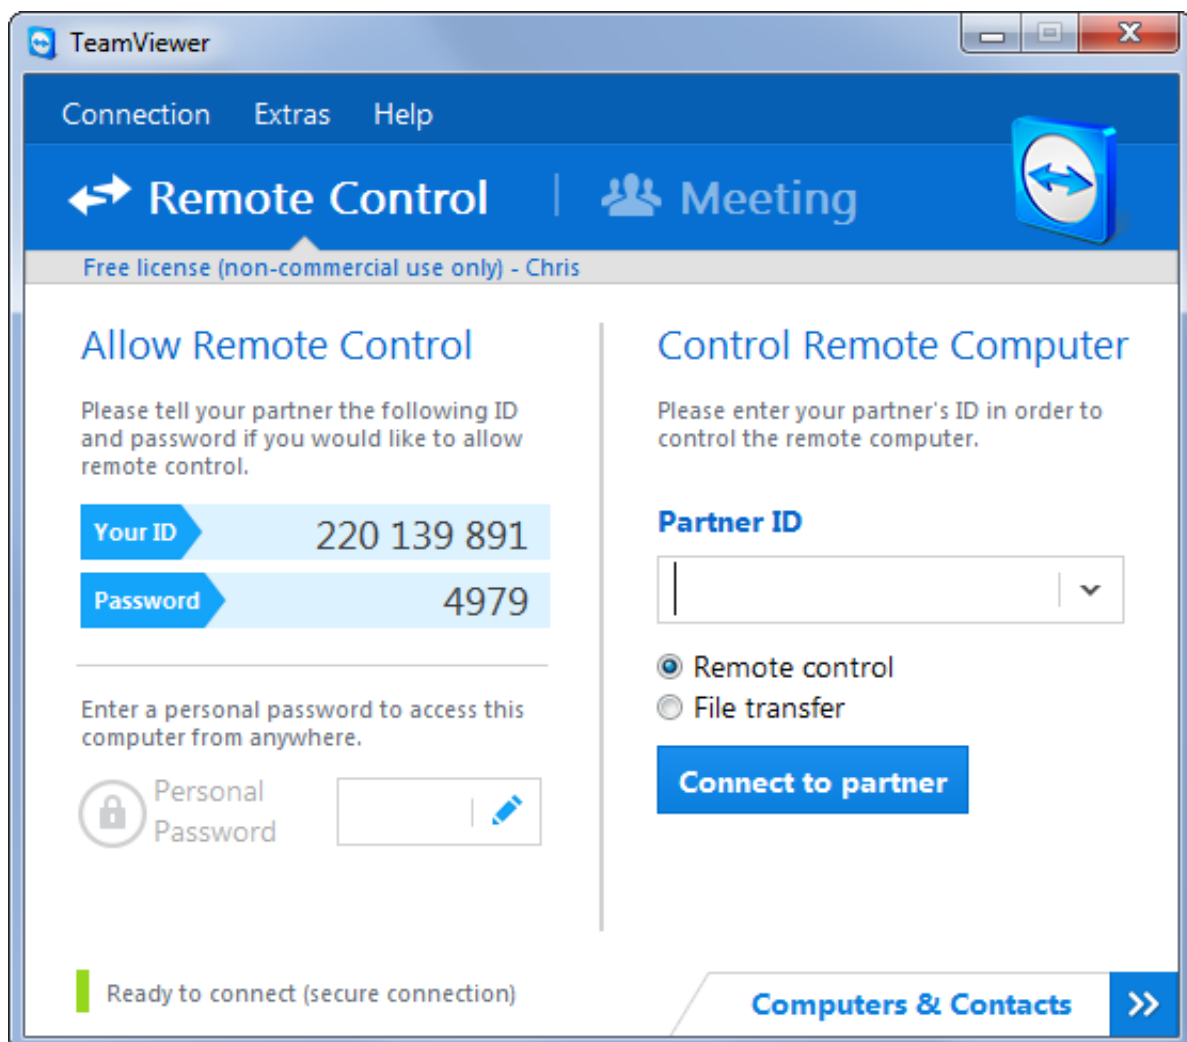 TeamViewer
Connection Extras Help
Remote Control Meeting
Free license (non-commercial use only) - Chris
Allow Remote Control
Please tell your partner the following ID
and password if you would like to allow
remote control.
Your ID 220 139 891
Password 4979
Enter a personal password to access this
computer from anywhere.
Personal
Password
Control Remote Computer
Please enter your partner's ID in order to
control the remote computer.
Partner ID
Remote control
File transfer
Connect to partner
Ready to connect (secure connection)
Computers & Contacts